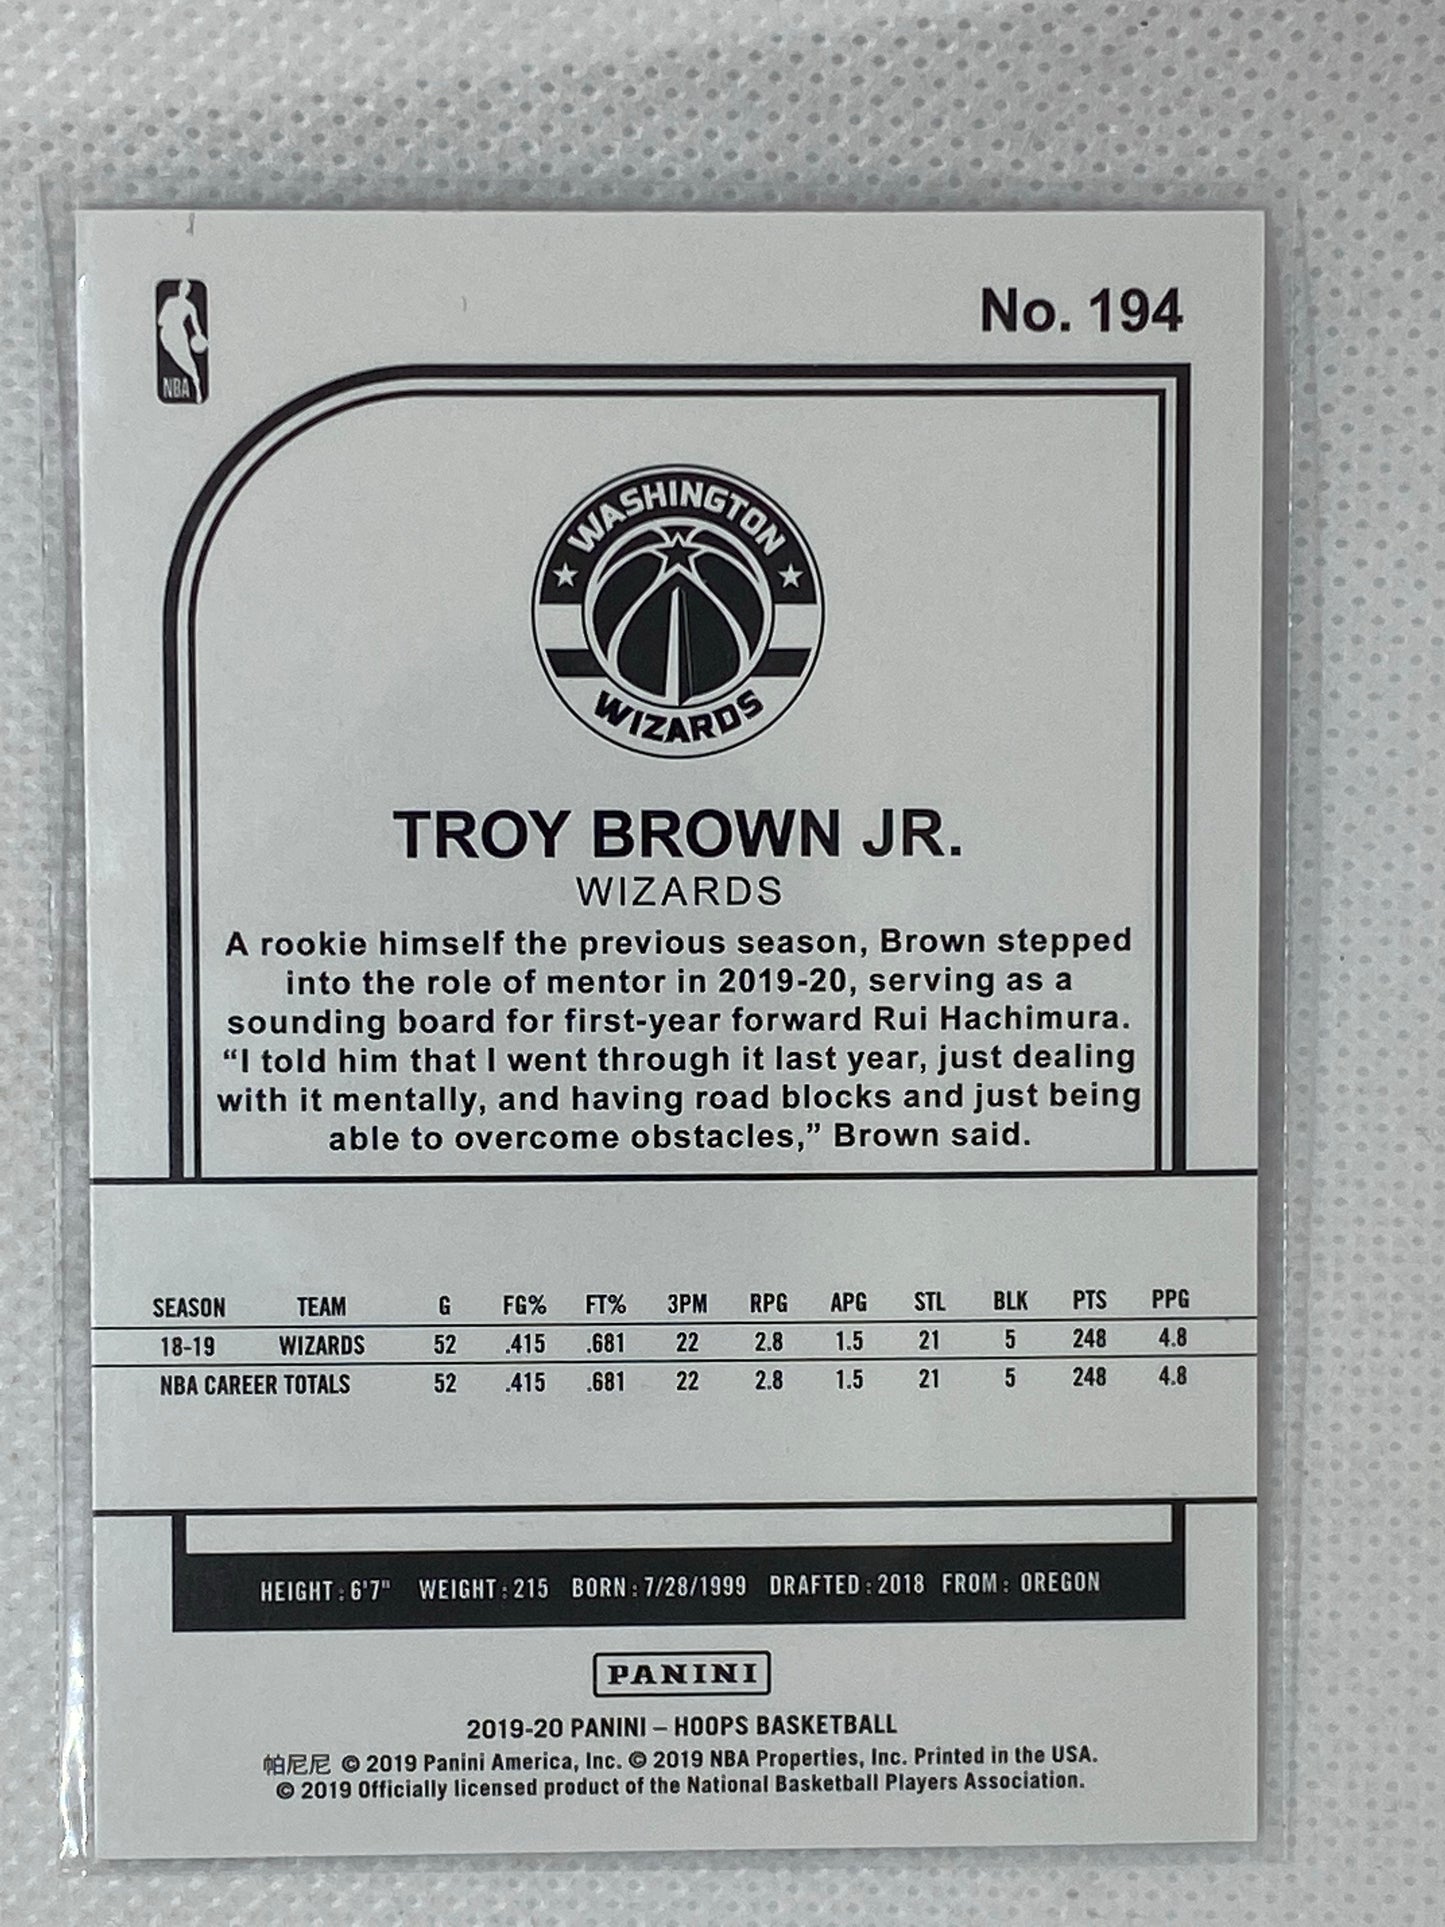 No. 194
NBA
WASHINGTON
WIZARDS
TROY BROWN JR.
WIZARDS
A rookie himself the previous season, Brown stepped
into the role of mentor in 2019-20, serving as a
sounding board for first-year forward Rui Hachimura.
“I told him that I went through it last year, just dealing
with it mentally, and having road blocks and just being
able to overcome obstacles,” Brown said.
SEASON TEAM G FG% FT% 3PM RPG APG STL BLK PTS PPG
18-19 WIZARDS 52 .415 .681 22 2.8 1.5 21 5 248 4.8
NBA CAREER TOTALS 52 .415 .681 22 2.8 1.5 21 5 248 4.8
HEIGHT: 6'7" WEIGHT: 215 BORN: 7/28/1999 DRAFTED: 2018 FROM: OREGON
PANINI
2019-20 PANINI – HOOPS BASKETBALL
帕尼尼 © 2019 Panini America, Inc. © 2019 NBA Properties, Inc. Printed in the USA.
© 2019 Officially licensed product of the National Basketball Players Association.